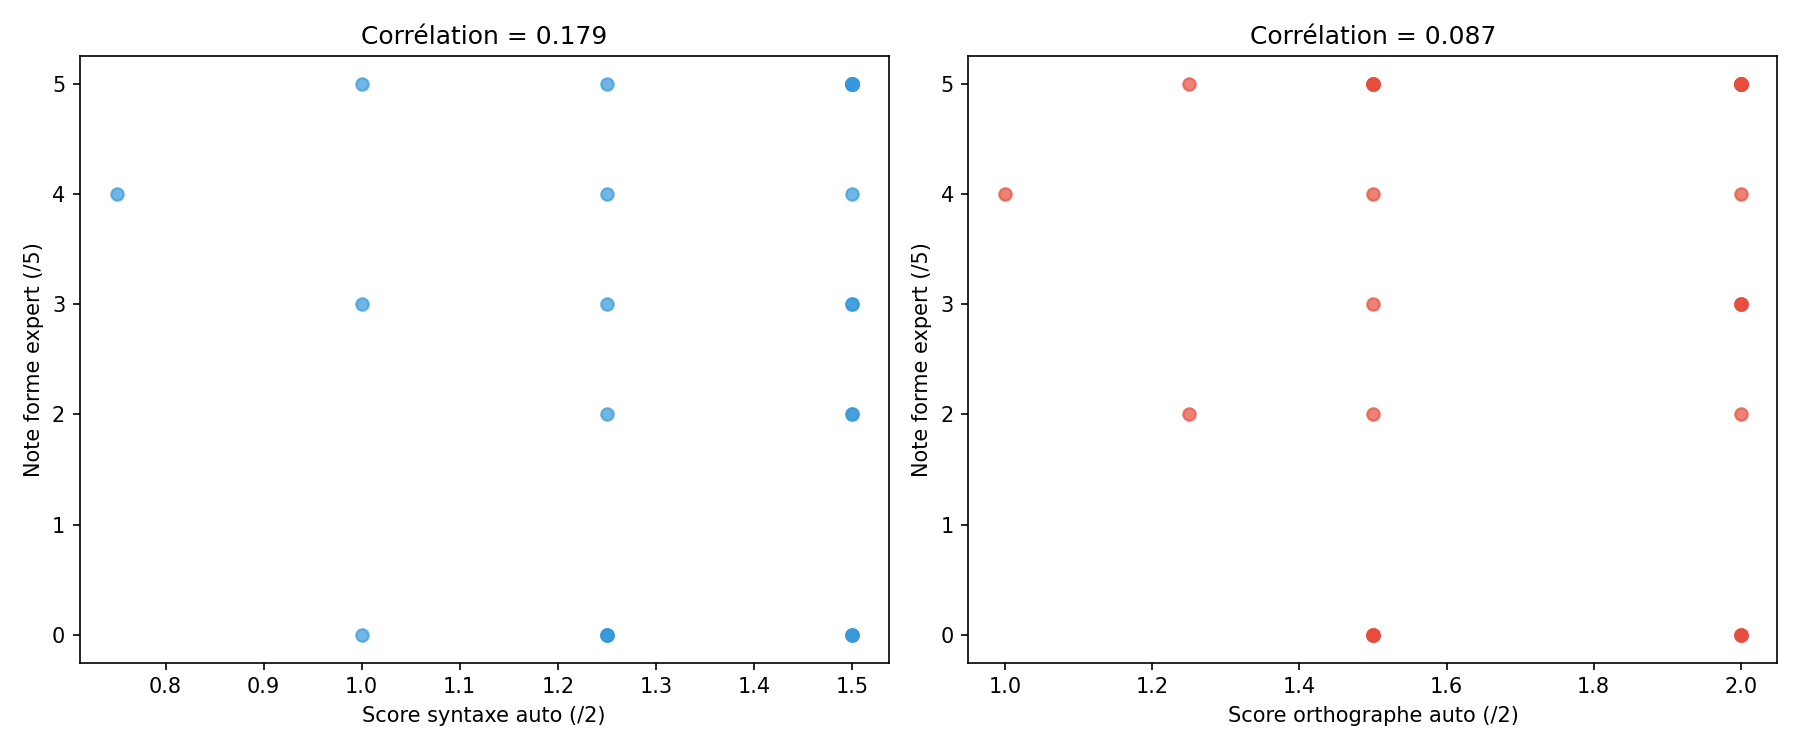 Corrélation = 0.179
5
4
3
2
1
0
Note forme expert (/5)
0.8 0.9 1.0 1.1 1.2 1.3 1.4 1.5
Score syntaxe auto (/2)
Corrélation = 0.087
5
4
3
2
1
0
Note forme expert (/5)
1.0 1.2 1.4 1.6 1.8 2.0
Score orthographe auto (/2)